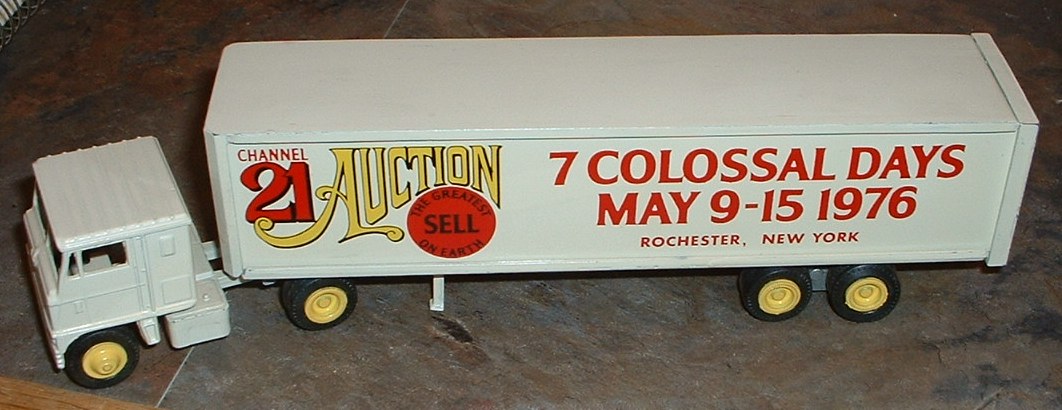 CHANNEL
21 AUCTION
THE GREATEST
SELL
ON EARTH
7 COLOSSAL DAYS
MAY 9-15 1976
ROCHESTER, NEW YORK